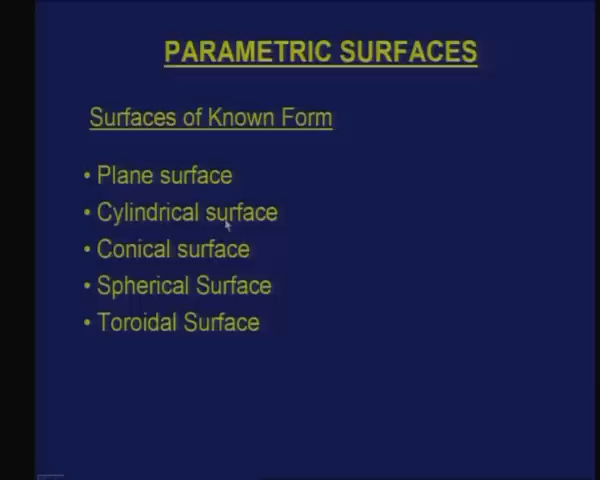 PARAMETRIC SURFACES
Surfaces of Known Form
• Plane surface
• Cylindrical surface
• Conical surface
• Spherical Surface
• Toroidal Surface